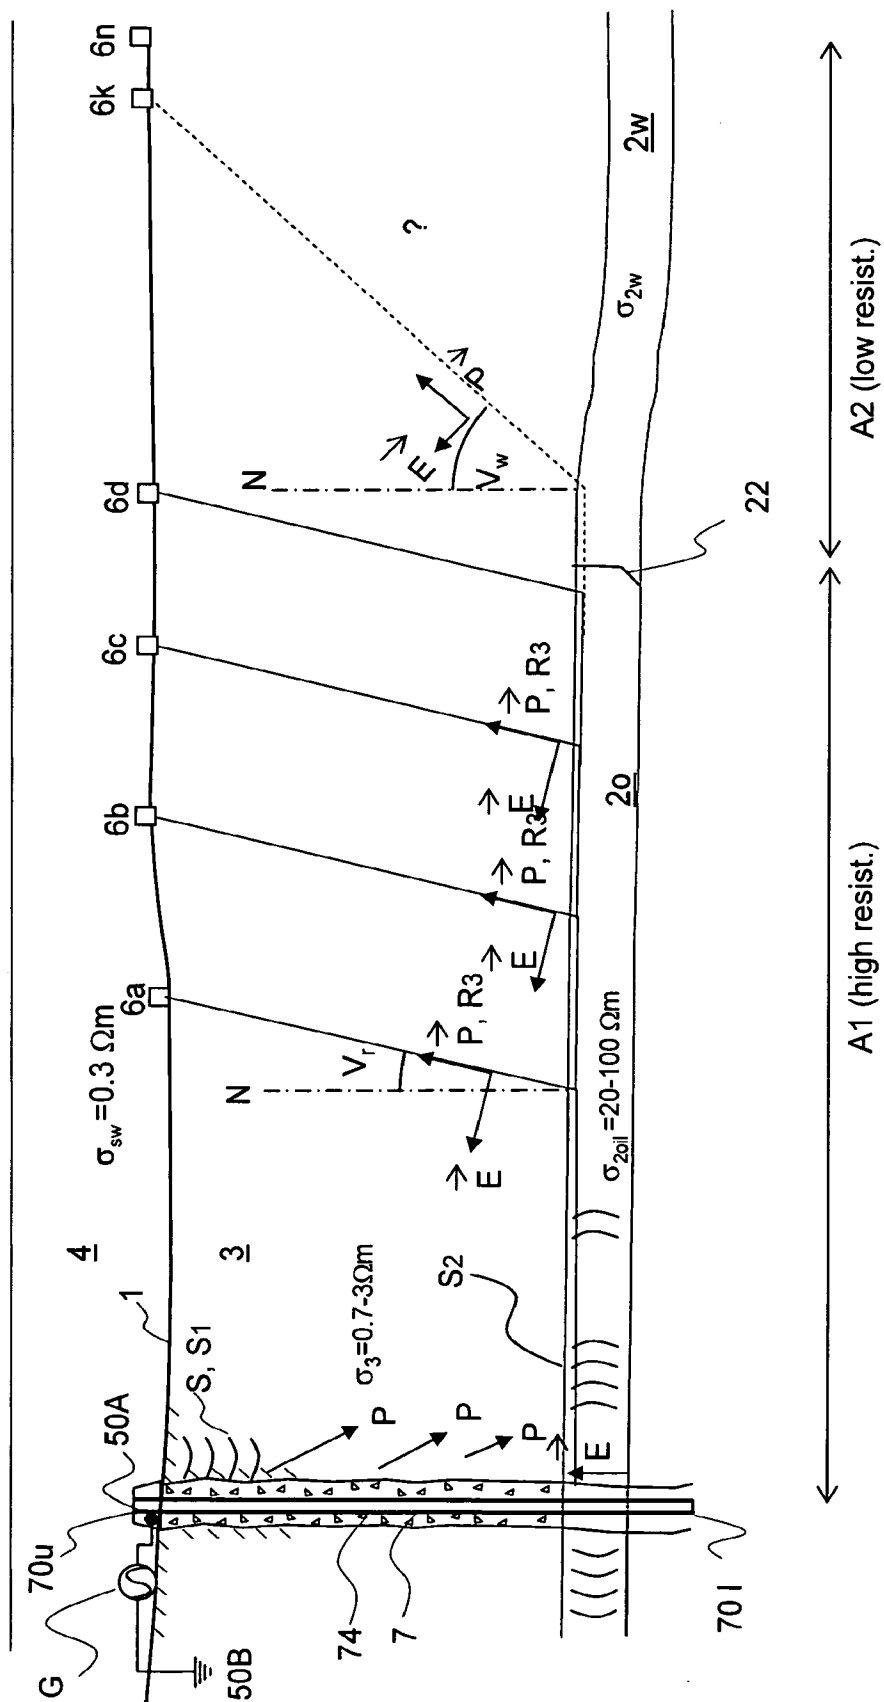 G
50B
70u
50A
1
4
σsw=0.3 Ωm
6a
6b
6c
6d
6k
6n
S, S1
3
σ3=0.7-3Ωm
P
P
P
E
S2
74
7
70l
N
Vr
P, R3
E
P, R3
E
P, R3
E
N
Vw
E
P
?
σ2oil=20-100 Ωm
2o
22
σ2w
2w
A1 (high resist.)
A2 (low resist.)